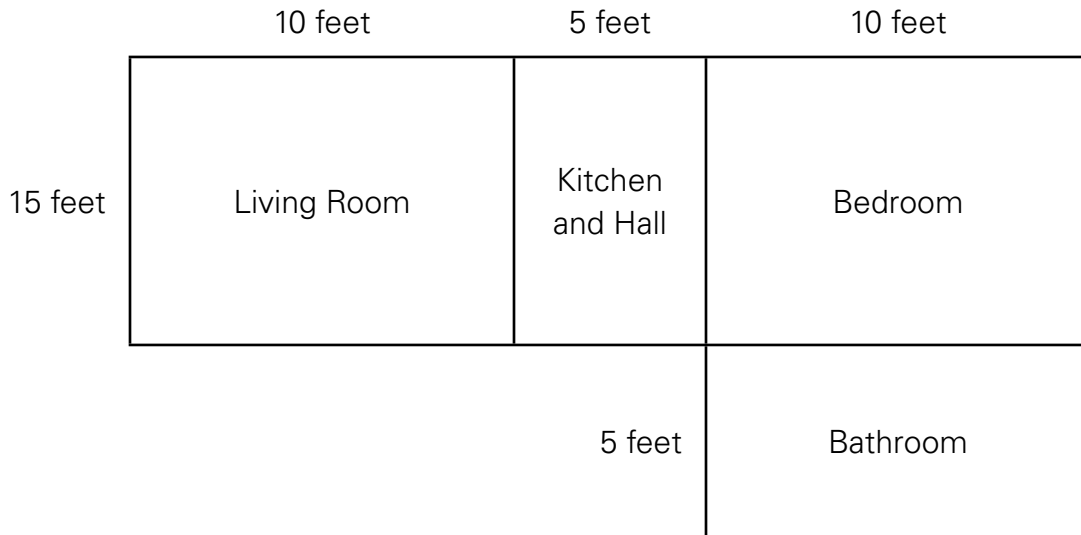 10 feet
5 feet
10 feet
15 feet
Living Room
Kitchen
and Hall
Bedroom
5 feet
Bathroom